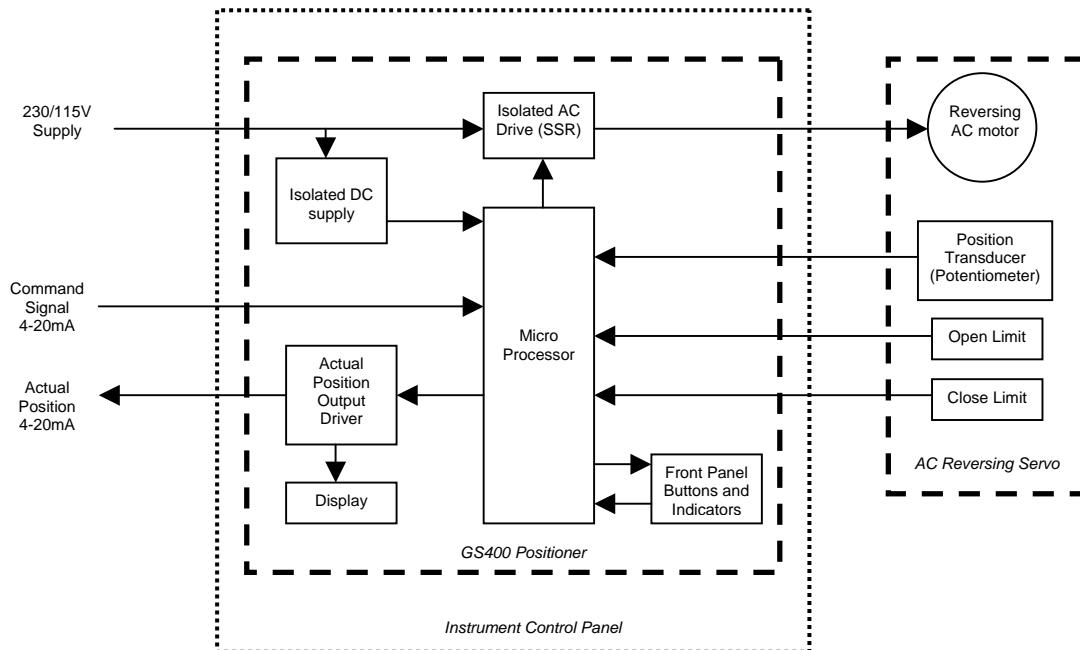 230/115V
Supply
Isolated AC
Drive (SSR)
Reversing
AC motor
Isolated DC
supply
Position
Transducer
(Potentiometer)
Command
Signal
4-20mA
Micro
Processor
Open Limit
Actual
Position
4-20mA
Actual
Position
Output
Driver
Close Limit
AC Reversing Servo
Display
Front Panel
Buttons and
Indicators
GS400 Positioner
Instrument Control Panel